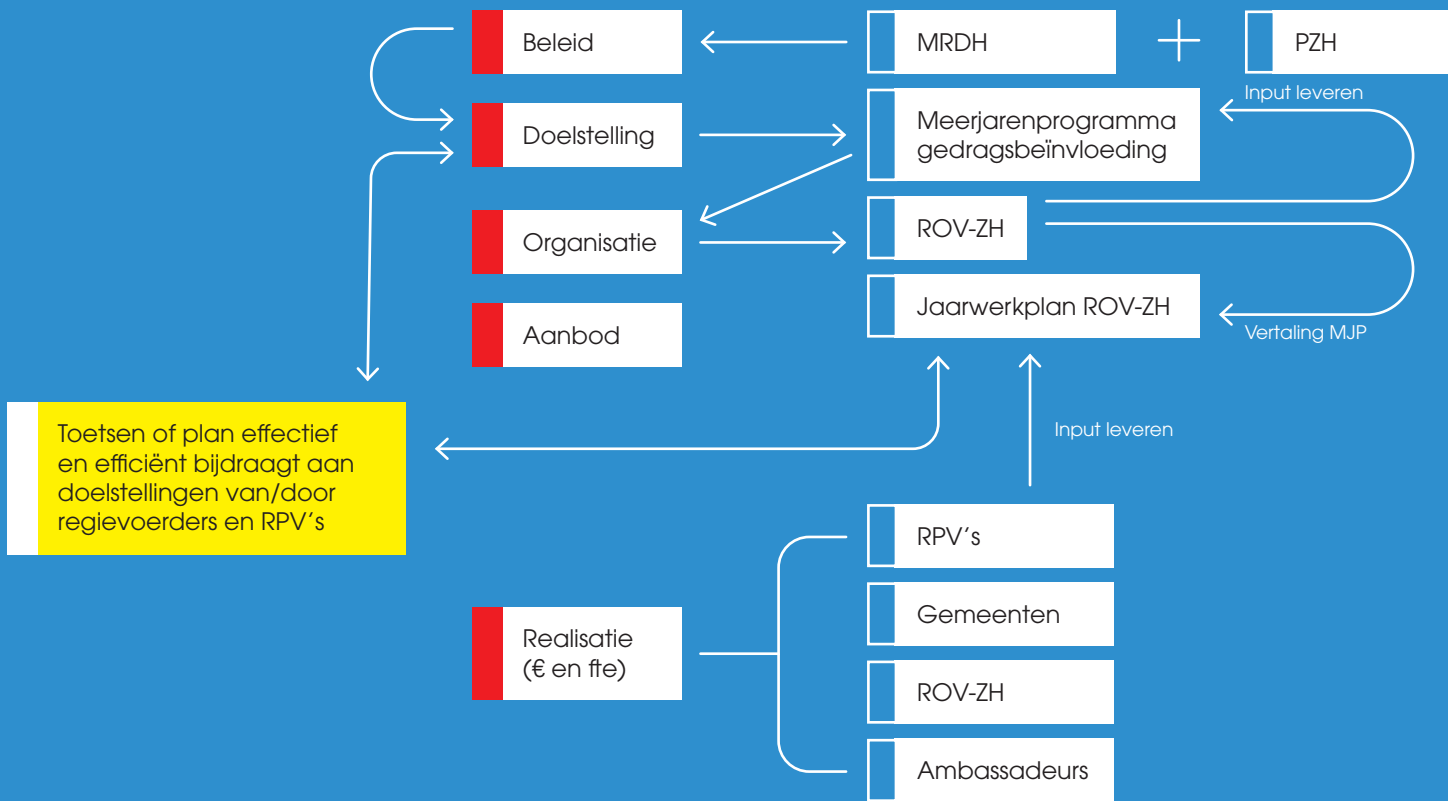 Beleid
MRDH
PZH
Input leveren
Doelstelling
Meerjarenprogramma
gedragsbeïnvloeding
Organisatie
ROV-ZH
Aanbod
Jaarwerkplan ROV-ZH
Vertaling MJP
Toetsen of plan effectief
en efficiënt bijdraagt aan
doelstellingen van/door
regievoerders en RPV's
Input leveren
RPV's
Gemeenten
Realisatie
(€ en fte)
ROV-ZH
Ambassadeurs